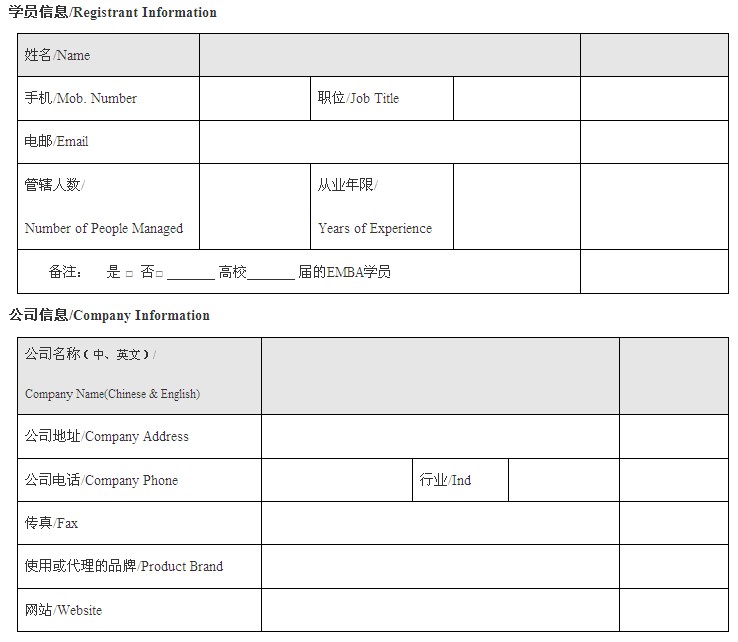 学员信息/Registrant Information
姓名/Name
手机/Mob. Number 职位/Job Title
电邮/Email
管辖人数/ 从业年限/
Number of People Managed Years of Experience
备注： 是 □ 否□ ______ 高校______ 届的EMBA学员
公司信息/Company Information
公司名称（中、英文）/
Company Name(Chinese & English)
公司地址/Company Address
公司电话/Company Phone 行业/Ind
传真/Fax
使用或代理的品牌/Product Brand
网站/Website